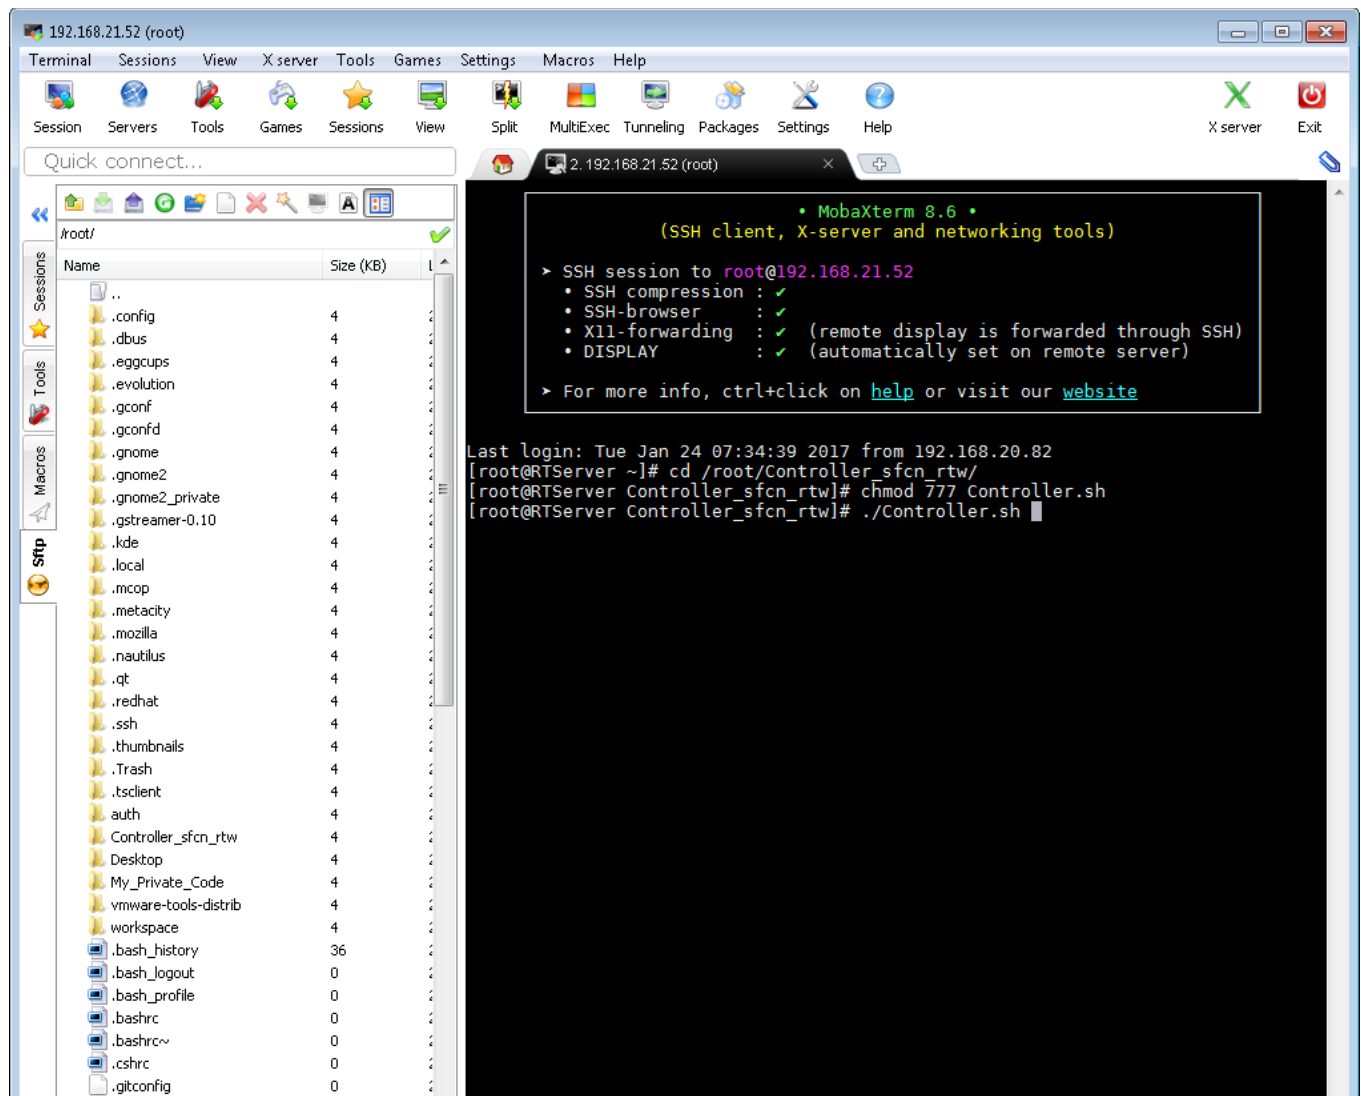 192.168.21.52 (root)
Terminal Sessions View X server Tools Games Settings Macros Help
Session Servers Tools Games Sessions View Split MultiExec Tunneling Packages Settings Help X server Exit
Quick connect...
2. 192.168.21.52 (root)
/root/
Name Size (KB)
..
.config 4
.dbus 4
.eggcups 4
.evolution 4
.gconf 4
.gconfd 4
.gnome 4
.gnome2 4
.gnome2_private 4
.gstreamer-0.10 4
.kde 4
.local 4
.mcop 4
.metacity 4
.mozilla 4
.nautilus 4
.qt 4
.redhat 4
.ssh 4
.thumbnails 4
.Trash 4
.tsclient 4
auth 4
Controller_sfcn_rtw 4
Desktop 4
My_Private_Code 4
vmware-tools-distrib 4
workspace 4
.bash_history 36
.bash_logout 0
.bash_profile 0
.bashrc 0
.bashrc~ 0
.cshrc 0
.gitconfig 0
Sessions
Tools
Macros
Sftp
• MobaXterm 8.6 •
(SSH client, X-server and networking tools)
➤ SSH session to root@192.168.21.52
• SSH compression : ✔
• SSH-browser : ✔
• X11-forwarding : ✔ (remote display is forwarded through SSH)
• DISPLAY : ✔ (automatically set on remote server)
➤ For more info, ctrl+click on help or visit our website
Last login: Tue Jan 24 07:34:39 2017 from 192.168.20.82
[root@RTServer ~]# cd /root/Controller_sfcn_rtw/
[root@RTServer Controller_sfcn_rtw]# chmod 777 Controller.sh
[root@RTServer Controller_sfcn_rtw]# ./Controller.sh